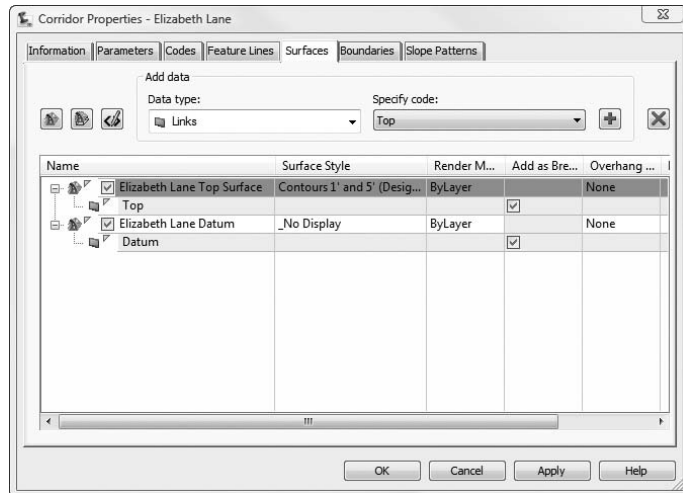 Corridor Properties - Elizabeth Lane
Information Parameters Codes Feature Lines Surfaces Boundaries Slope Patterns
Add data
Data type: Specify code:
Links Top
Name Surface Style Render M... Add as Bre... Overhang ...
Elizabeth Lane Top Surface Contours 1' and 5' (Desig... ByLayer None
Top
Elizabeth Lane Datum _No Display ByLayer None
Datum
OK Cancel Apply Help